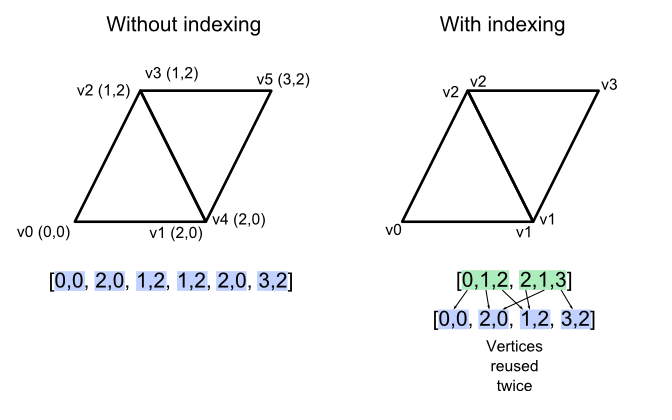 Without indexing
v3 (1,2)
v2 (1,2)
v5 (3,2)
v0 (0,0)
v1 (2,0)
v4 (2,0)
[0,0, 2,0, 1,2, 1,2, 2,0, 3,2]
With indexing
v2
v2
v3
v0
v1
v1
[0,1,2, 2,1,3]
[0,0, 2,0, 1,2, 3,2]
Vertices
reused
twice